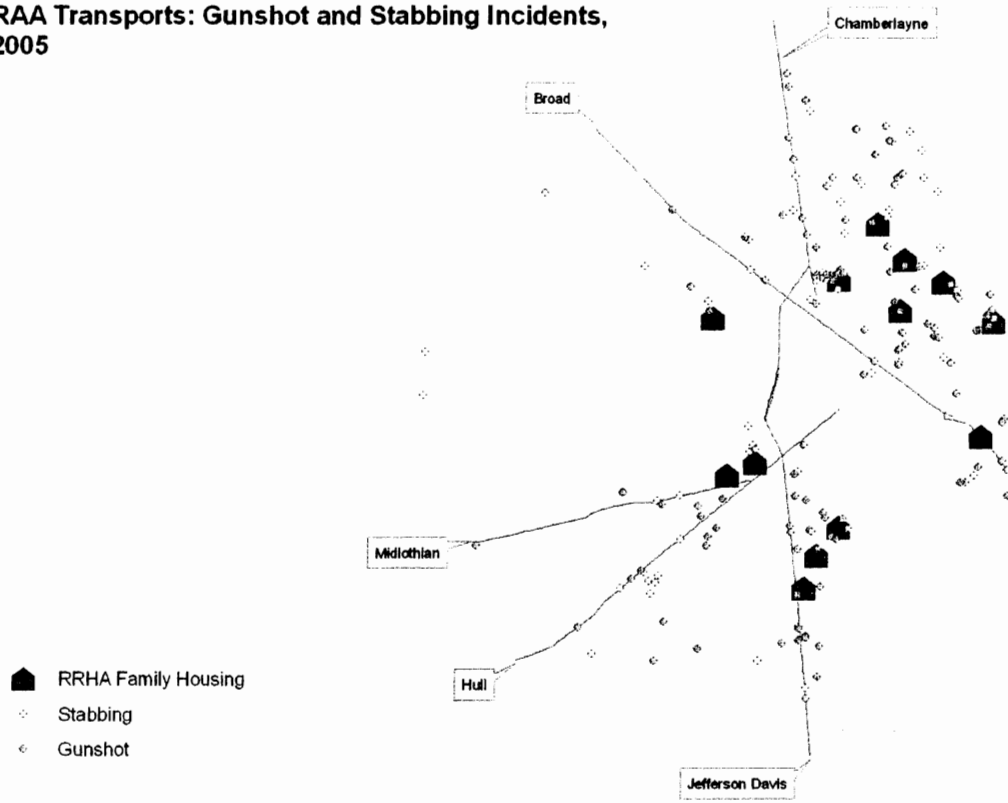 RAA Transports: Gunshot and Stabbing Incidents,
2005
Chamberlayne
Broad
Midlothian
Hull
Jefferson Davis
RRHA Family Housing
Stabbing
Gunshot